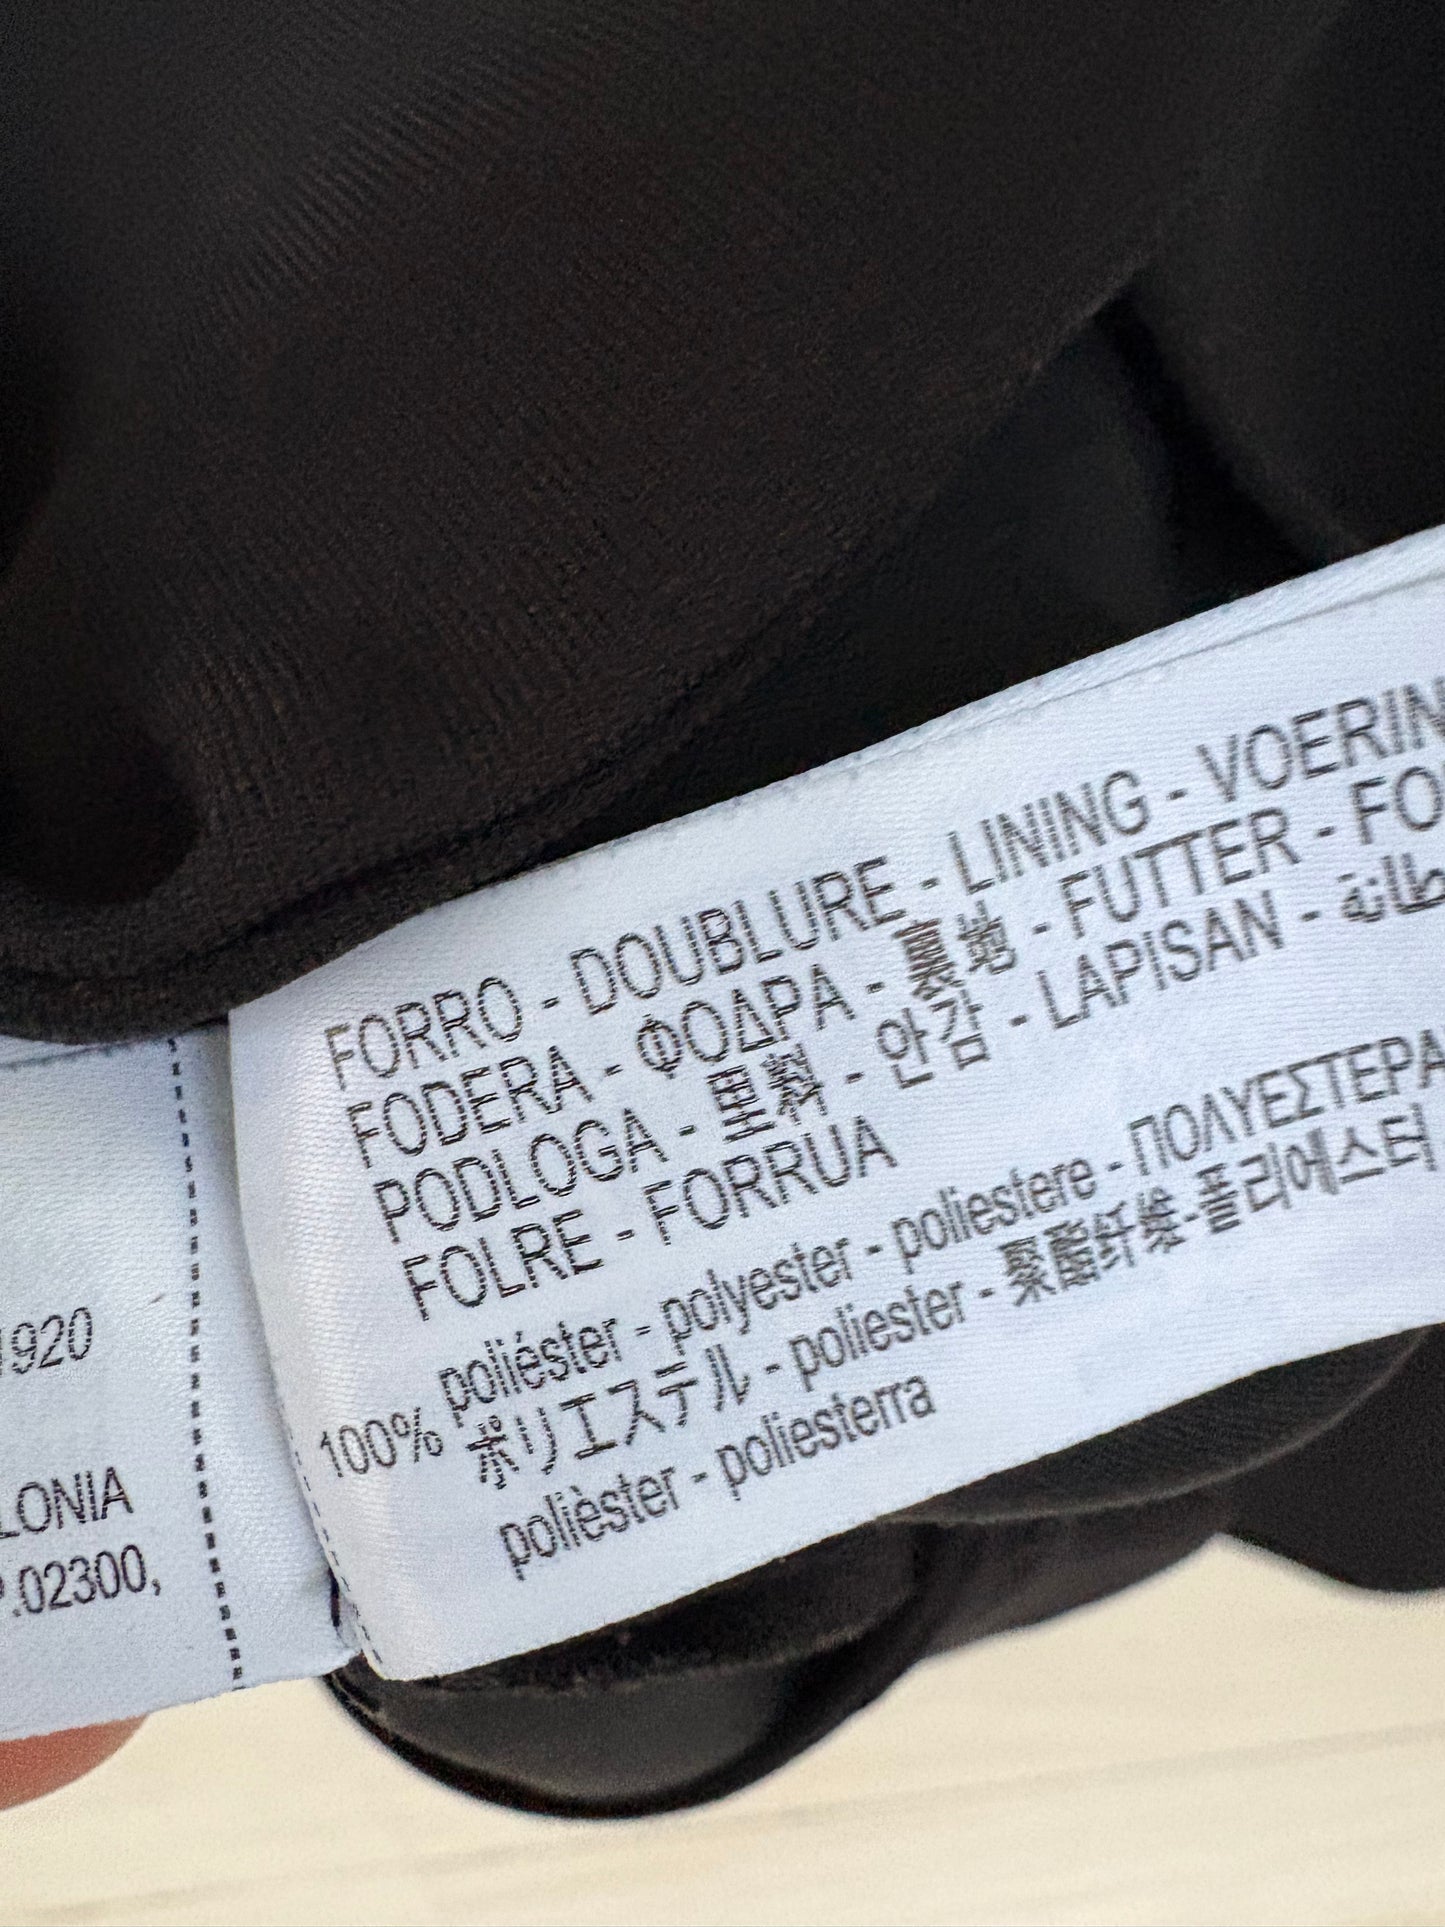 FORRO - DOUBLURE - LINING - VOERIN
FODERA - ΦΟΔΡΑ - 裏地 - FUTTER - FO
PODLOGA - 里料 - 안감 - LAPISAN - بطانة
FOLRE - FORRUA
100% poliéster - polyester - poliestere - ΠΟΛΥΕΣΤΕΡΑ
ポリエステル - poliester - 聚酯纤维-폴리에스터
polièster - poliesterra
1920
LONIA
P.02300,